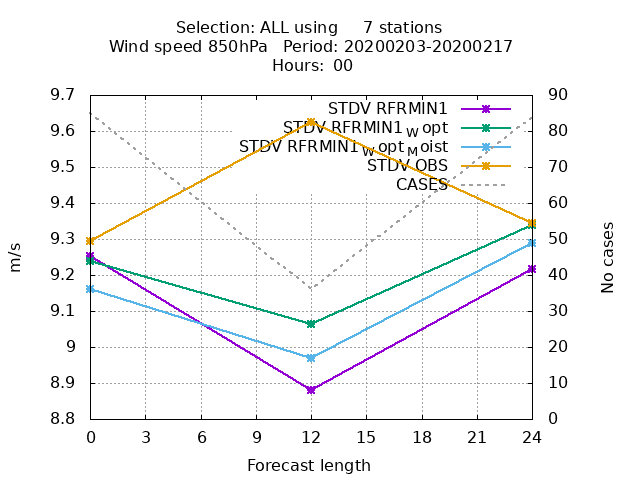 Selection: ALL using 7 stations
Wind speed 850hPa Period: 20200203-20200217
Hours: 00
9.7 90
STDV RFRMIN1
9.6 80
STDV RFRMIN1W opt
STDV RFRMIN1W opt M oist
9.5 70
STDV OBS
CASES
9.4 60
9.3 50
m/s
No cases
9.2 40
9.1 30
9 20
8.9 10
8.8 0
0 3 6 9 12 15 18 21 24
Forecast length